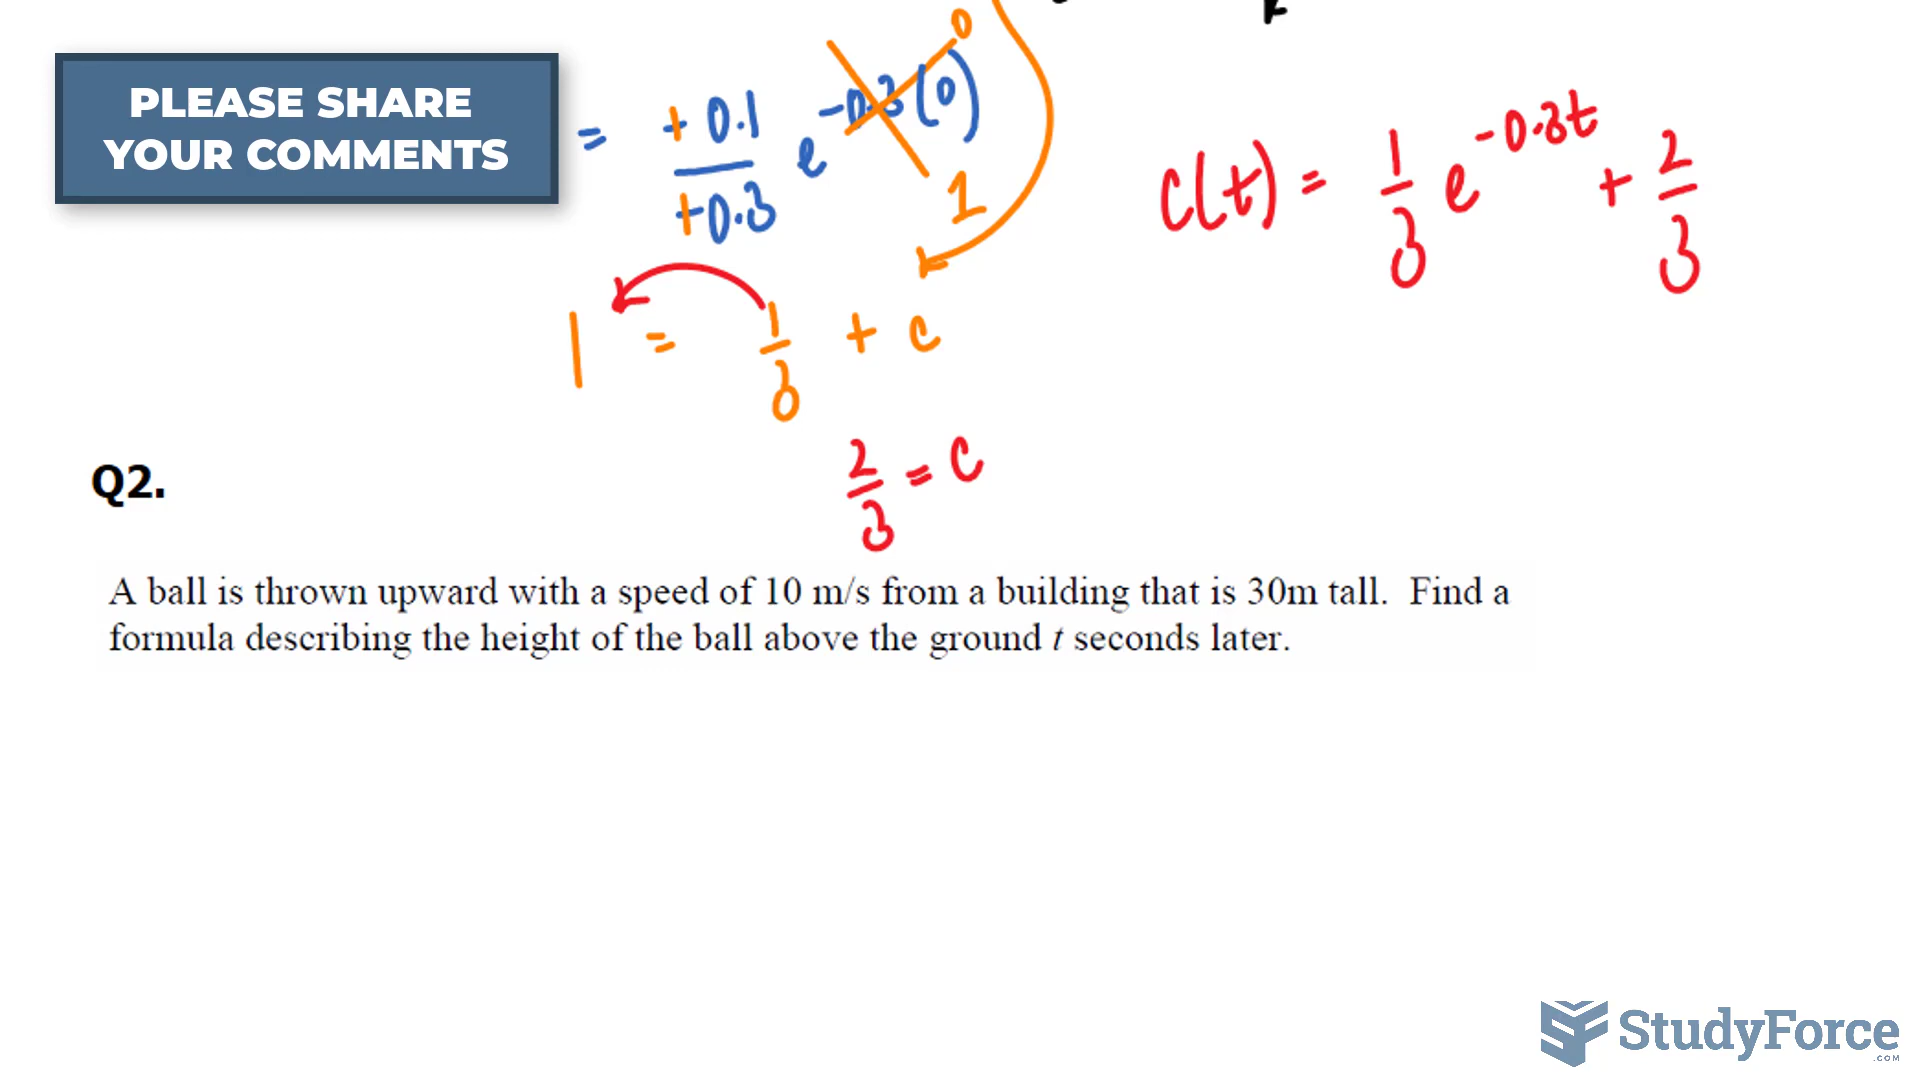 PLEASE SHARE
YOUR COMMENTS
= +0.1 / +0.3 e^-0.3(0) 0
1
1 = 1/3 + c
2/3 = c
c(t) = 1/3 e^-0.3t + 2/3
Q2.
A ball is thrown upward with a speed of 10 m/s from a building that is 30m tall. Find a
formula describing the height of the ball above the ground t seconds later.
StudyForce
.COM